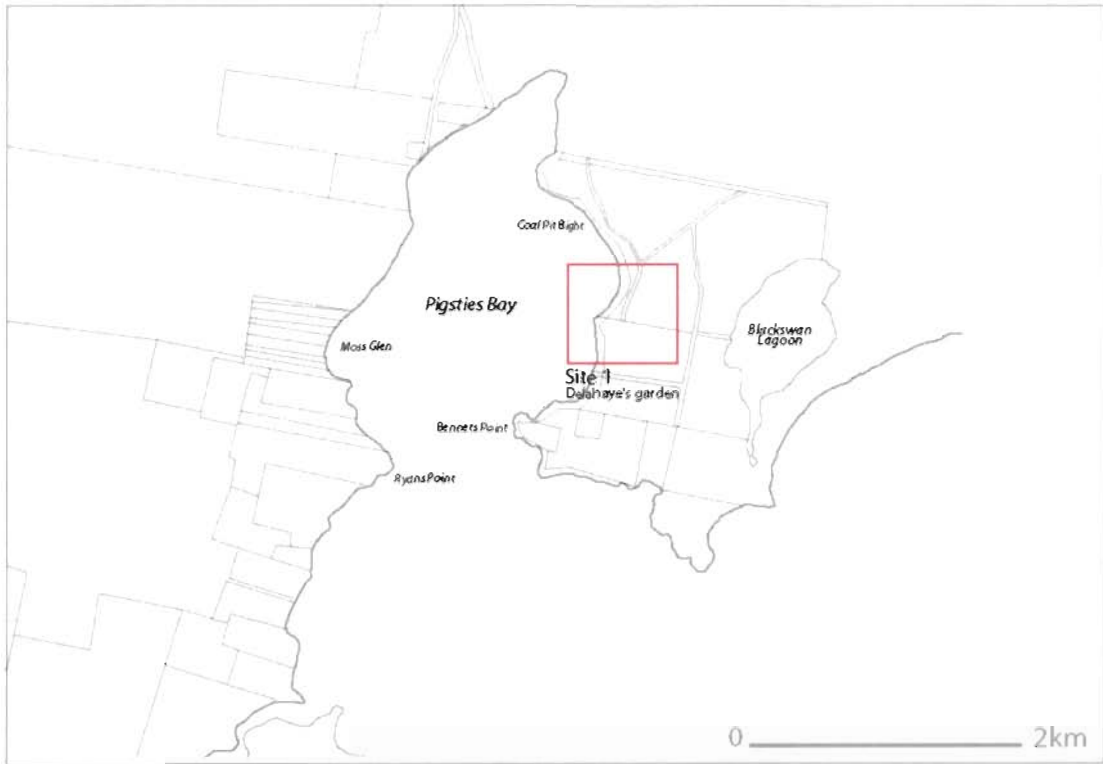 Coal Pit Bight
Pigsties Bay
Blackswan
Lagoon
Moss Glen
Site 1
Delahaye's garden
Bennets Point
Ryans Point
0 2km